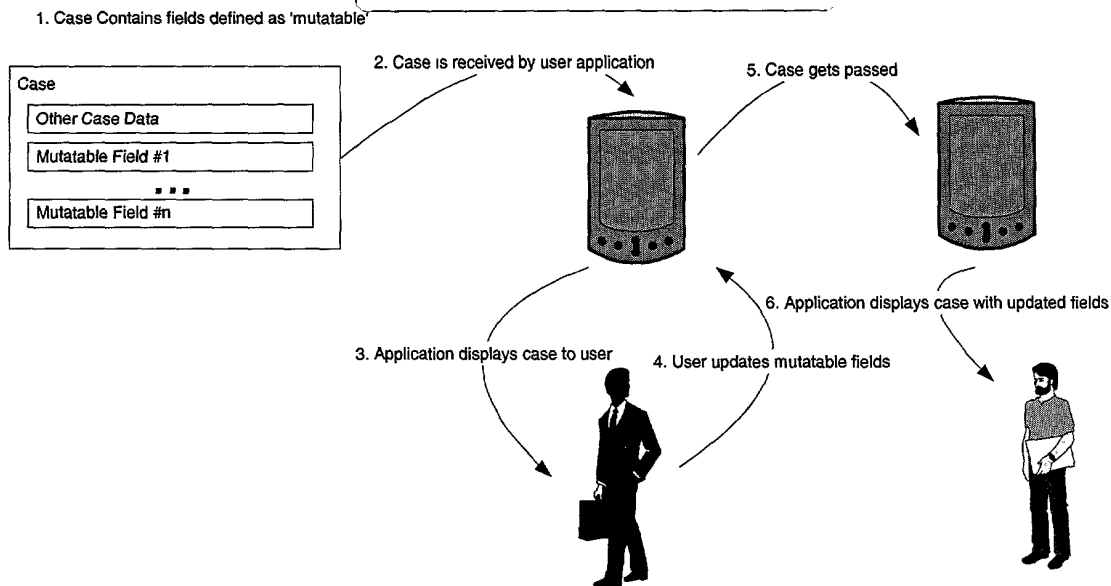 1. Case Contains fields defined as 'mutatable'
2. Case is received by user application
5. Case gets passed
Case
Other Case Data
Mutatable Field #1
...
Mutatable Field #n
6. Application displays case with updated fields
3. Application displays case to user
4. User updates mutatable fields